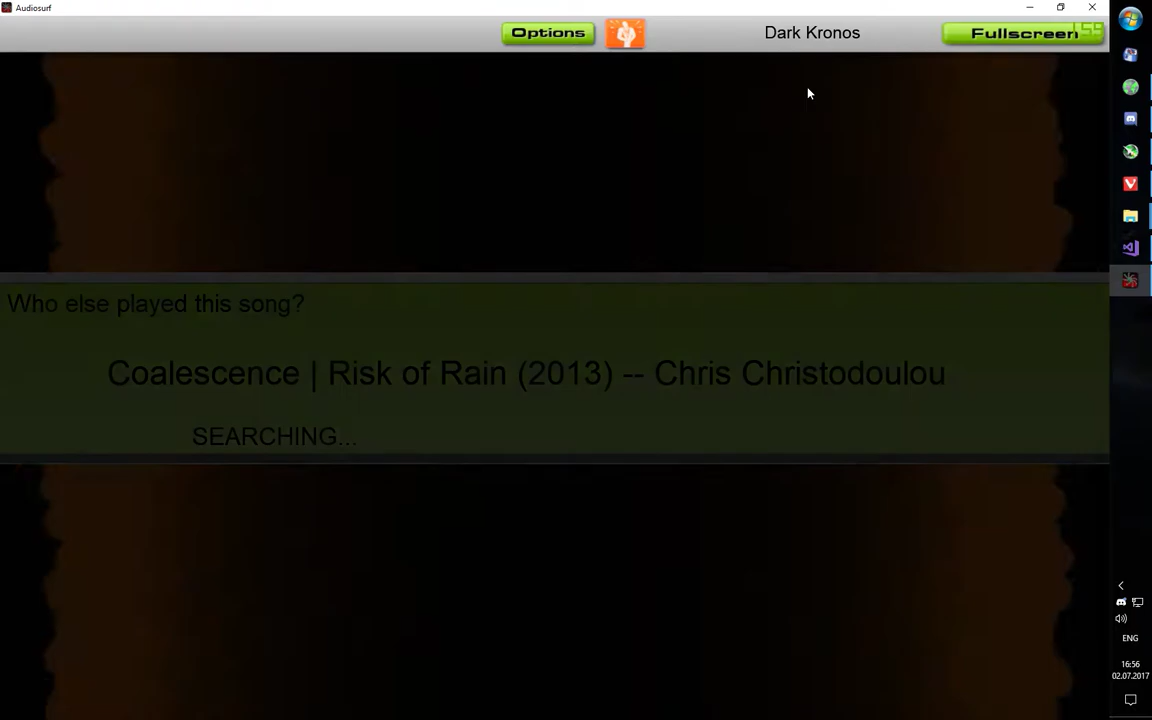 Audiosurf
Options
Dark Kronos
Fullscreen
159
Who else played this song?
Coalescence | Risk of Rain (2013) -- Chris Christodoulou
SEARCHING...
ENG
16:56
02.07.2017